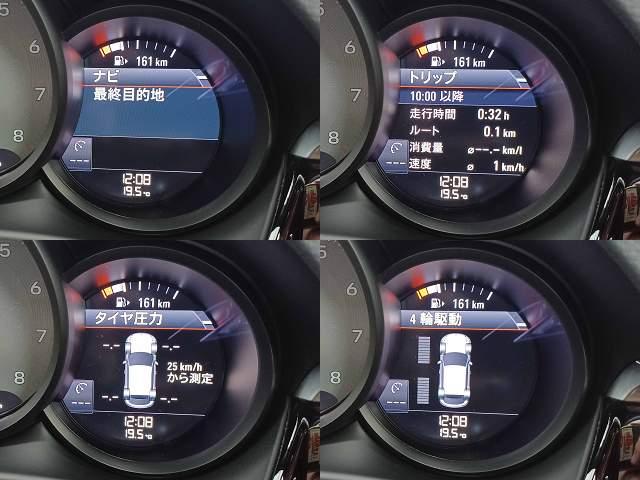 5
6
7
8
161 km
ナビ
最終目的地
---
12:08
19.5℃
5
6
7
8
161 km
トリップ
10:00 以降
走行時間 0:32 h
ルート 0.1 km
消費量 ⌀--.- km/l
速度 ⌀ 1 km/h
---
12:08
19.5℃
5
6
7
8
161 km
タイヤ圧力
-.- -.-
25 km/h
から測定
-.- -.-
---
12:08
19.5℃
5
6
7
8
161 km
4 輪駆動
---
12:08
19.5℃